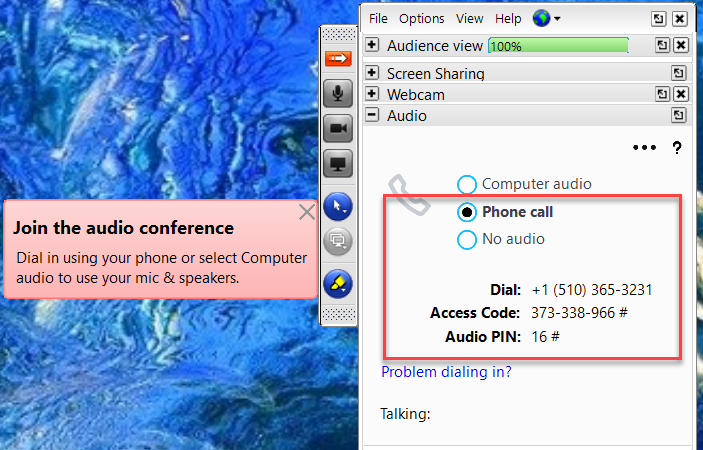 File Options View Help
Audience view 100%
Screen Sharing
Webcam
Audio
••• ?
Computer audio
Phone call
No audio
Join the audio conference
Dial in using your phone or select Computer
audio to use your mic & speakers.
Dial: +1 (510) 365-3231
Access Code: 373-338-966 #
Audio PIN: 16 #
Problem dialing in?
Talking: